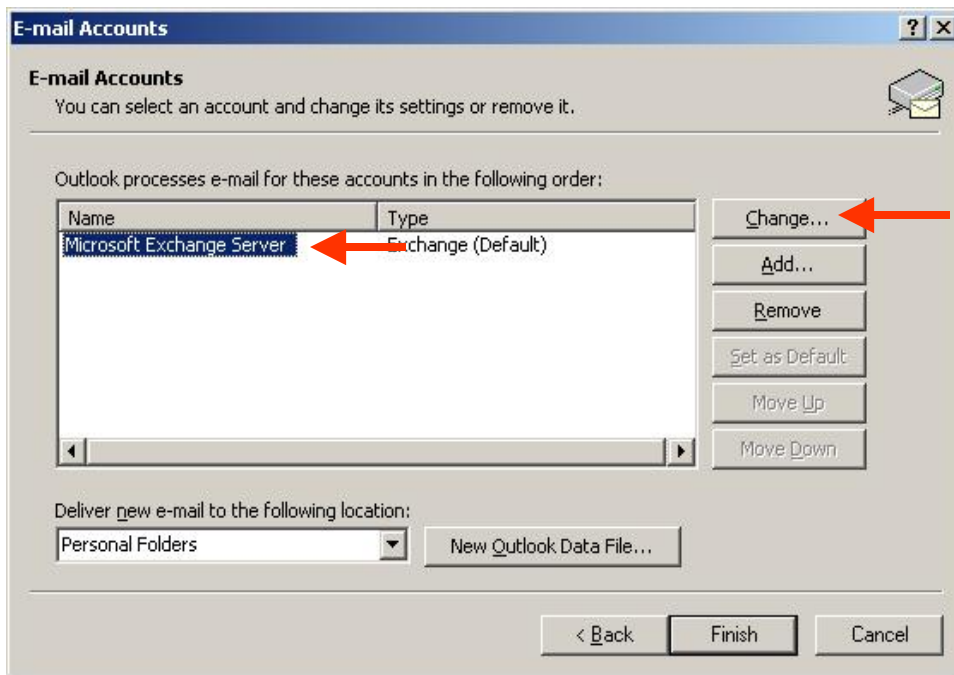 E-mail Accounts
E-mail Accounts
You can select an account and change its settings or remove it.
Outlook processes e-mail for these accounts in the following order:
Name Type
Microsoft Exchange Server Exchange (Default)
Change...
Add...
Remove
Set as Default
Move Up
Move Down
Deliver new e-mail to the following location:
Personal Folders New Outlook Data File...
< Back Finish Cancel